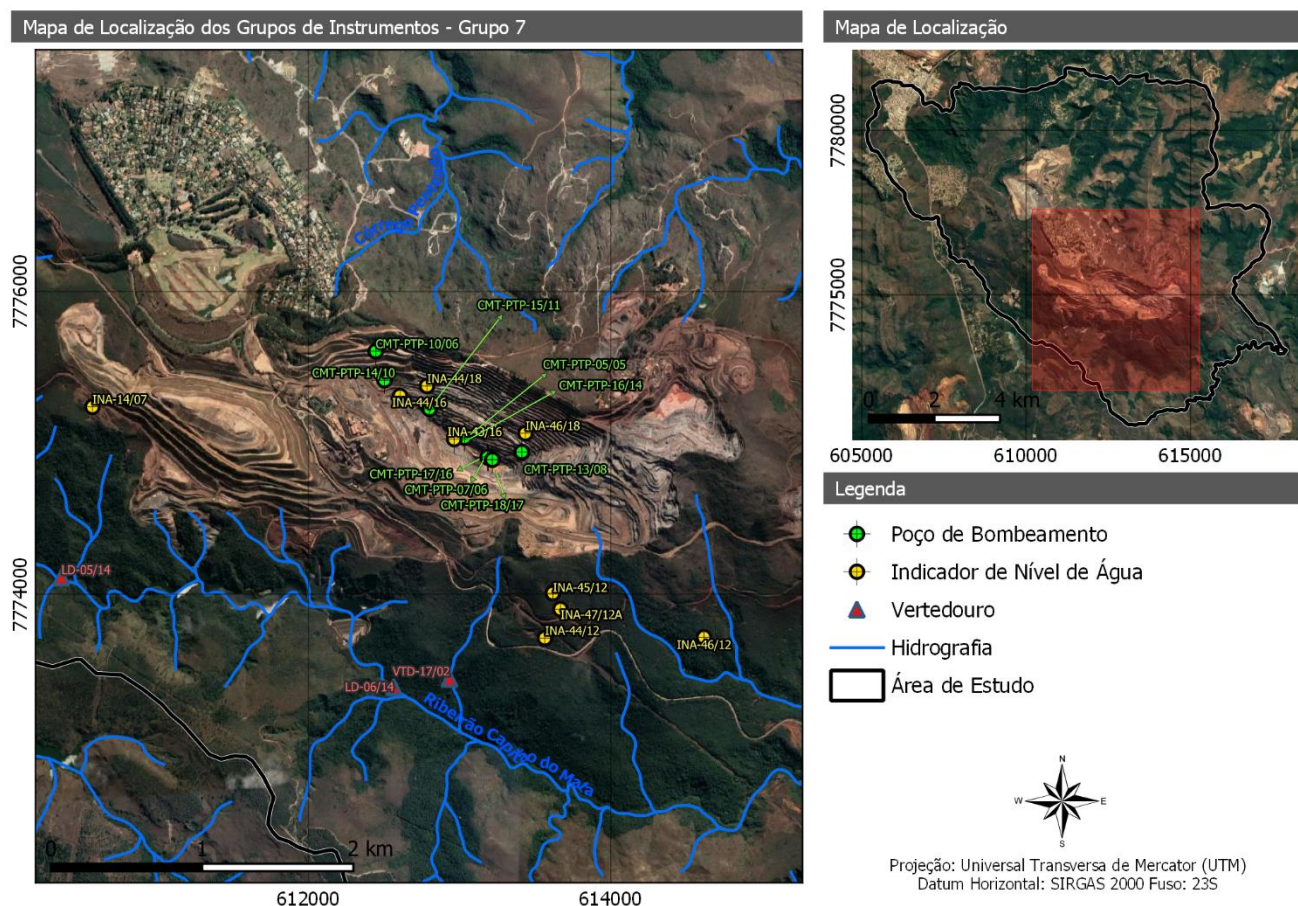 Mapa de Localização dos Grupos de Instrumentos - Grupo 7
Córrego
CMT-PTP-15/11
CMT-PTP-10/06
CMT-PTP-05/05
CMT-PTP-14/10
INA-44/18
CMT-PTP-16/14
INA-14/07
INA-44/16
INA-43/16
INA-46/18
CMT-PTP-17/16
CMT-PTP-13/08
CMT-PTP-07/06
CMT-PTP-18/17
LD-05/14
INA-45/12
INA-47/12A
INA-44/12
INA-46/12
VTD-17/02
LD-06/14
Ribeirão Capitão do Mata
0 1 2 km
7776000
7774000
612000 614000
Mapa de Localização
7780000
7775000
0 2 4 km
605000 610000 615000
Legenda
Poço de Bombeamento
Indicador de Nível de Água
Vertedouro
Hidrografia
Área de Estudo
N
W E
S
Projeção: Universal Transversa de Mercator (UTM)
Datum Horizontal: SIRGAS 2000 Fuso: 23S